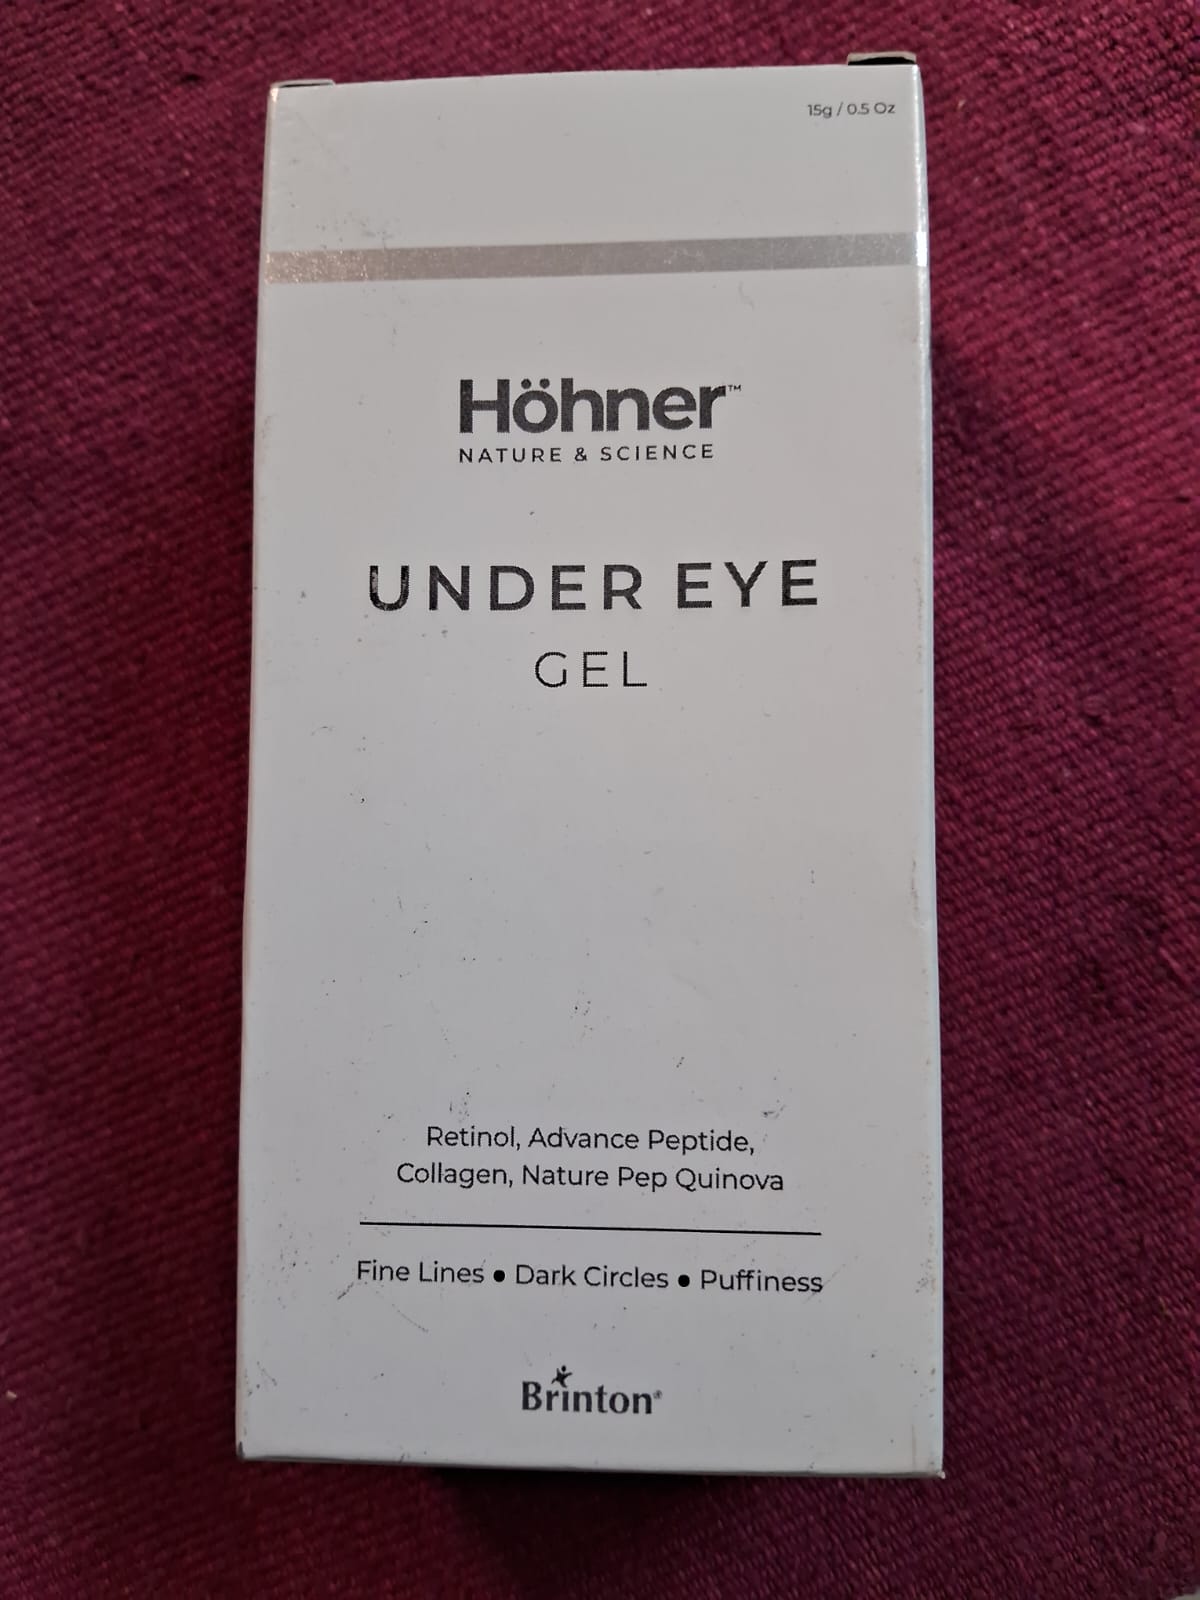 15g / 0.5 Oz
Höhner™
NATURE & SCIENCE
UNDER EYE
GEL
Retinol, Advance Peptide,
Collagen, Nature Pep Quinova
Fine Lines ● Dark Circles ● Puffiness
Brinton®